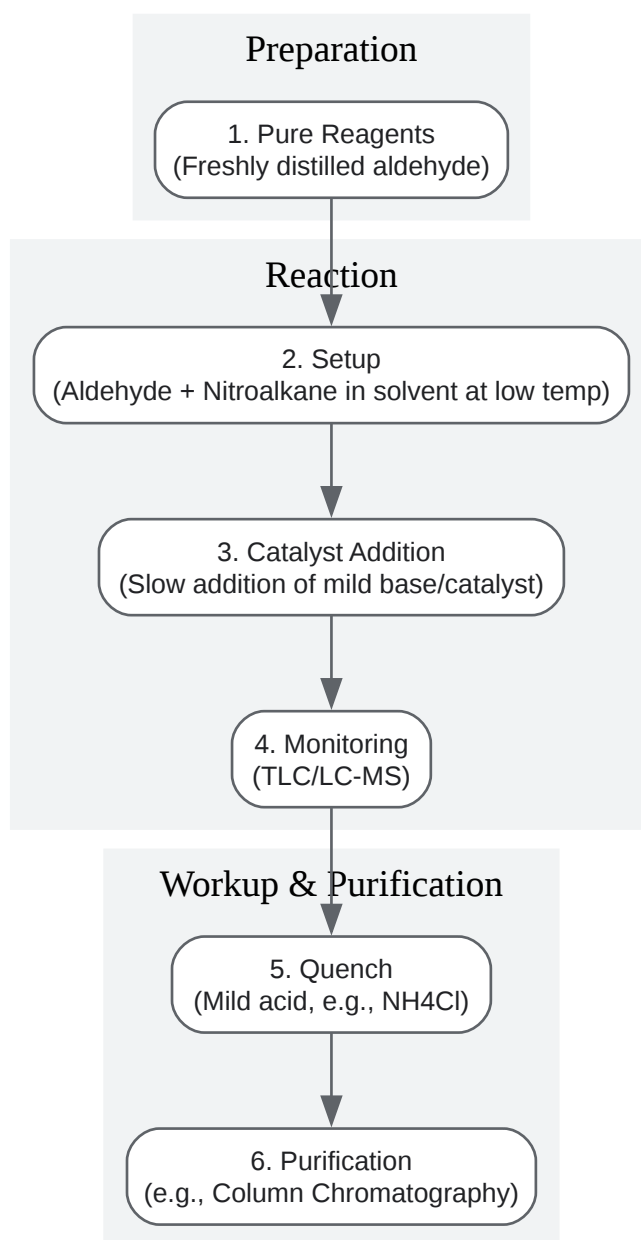 Preparation
1. Pure Reagents
(Freshly distilled aldehyde)
Reaction
2. Setup
(Aldehyde + Nitroalkane in solvent at low temp)
3. Catalyst Addition
(Slow addition of mild base/catalyst)
4. Monitoring
(TLC/LC-MS)
Workup & Purification
5. Quench
(Mild acid, e.g., NH4Cl)
6. Purification
(e.g., Column Chromatography)